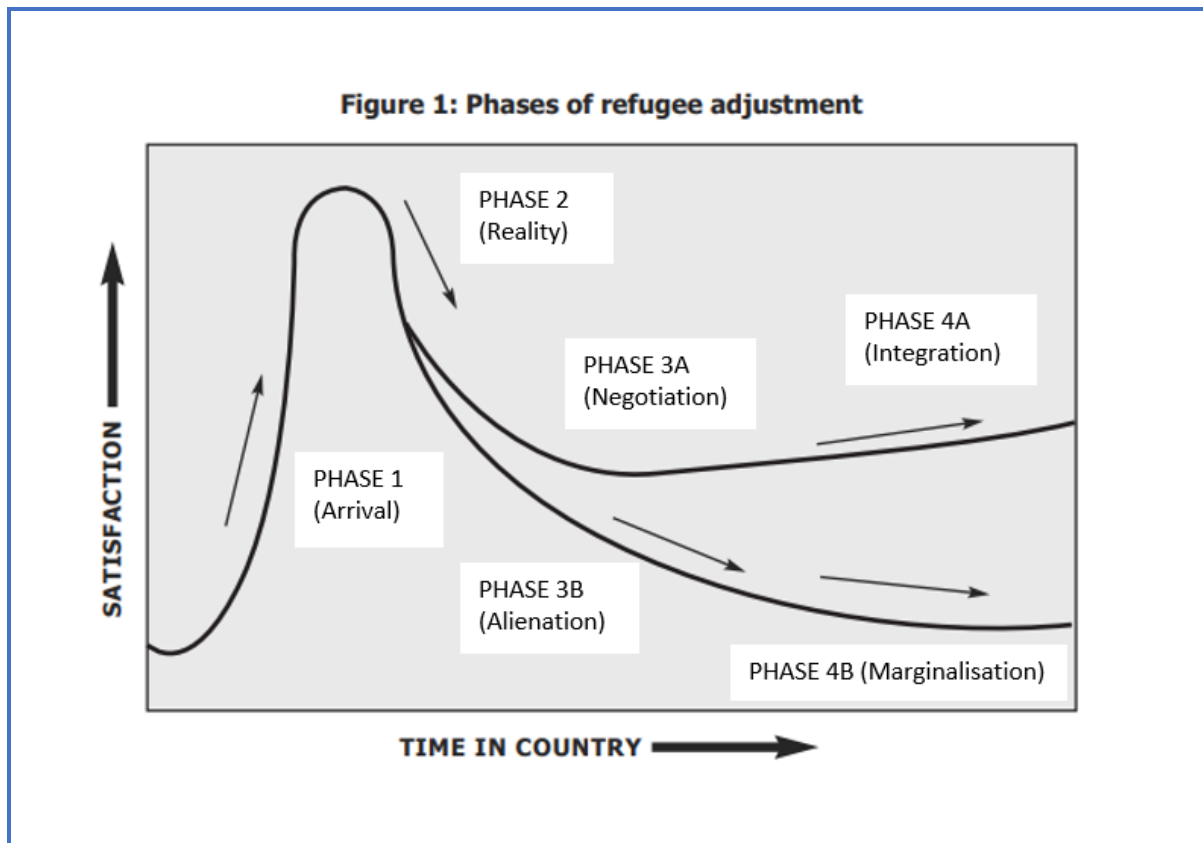 Figure 1: Phases of refugee adjustment
PHASE 2
(Reality)
PHASE 4A
(Integration)
PHASE 3A
(Negotiation)
PHASE 1
(Arrival)
SATISFACTION
PHASE 3B
(Alienation)
PHASE 4B (Marginalisation)
TIME IN COUNTRY